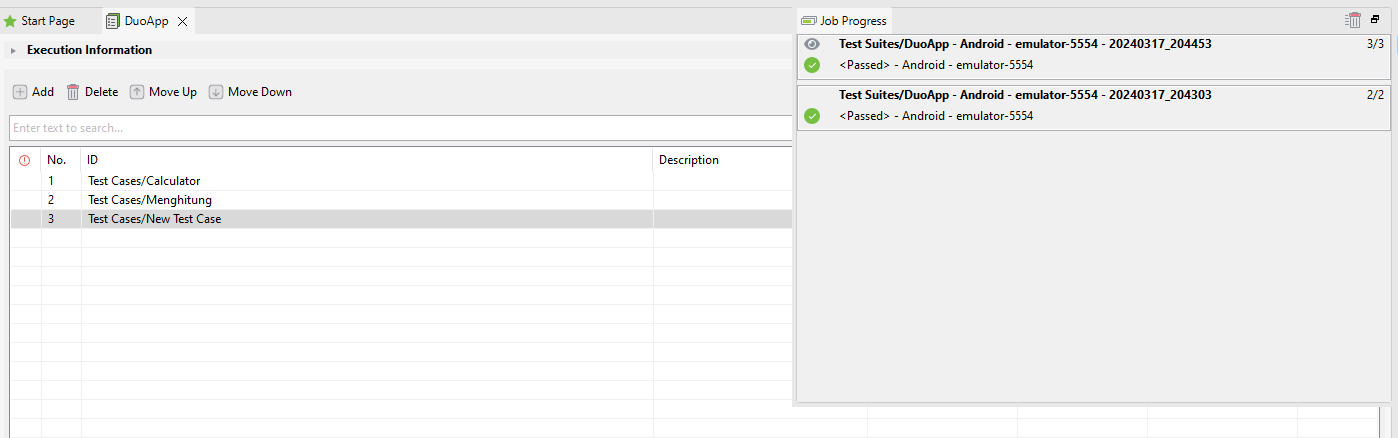 Start Page
DuoApp
Execution Information
Add Delete Move Up Move Down
Enter text to search...
No. ID Description
1 Test Cases/Calculator
2 Test Cases/Menghitung
3 Test Cases/New Test Case
Job Progress
Test Suites/DuoApp - Android - emulator-5554 - 20240317_204453 3/3
<Passed> - Android - emulator-5554
Test Suites/DuoApp - Android - emulator-5554 - 20240317_204303 2/2
<Passed> - Android - emulator-5554